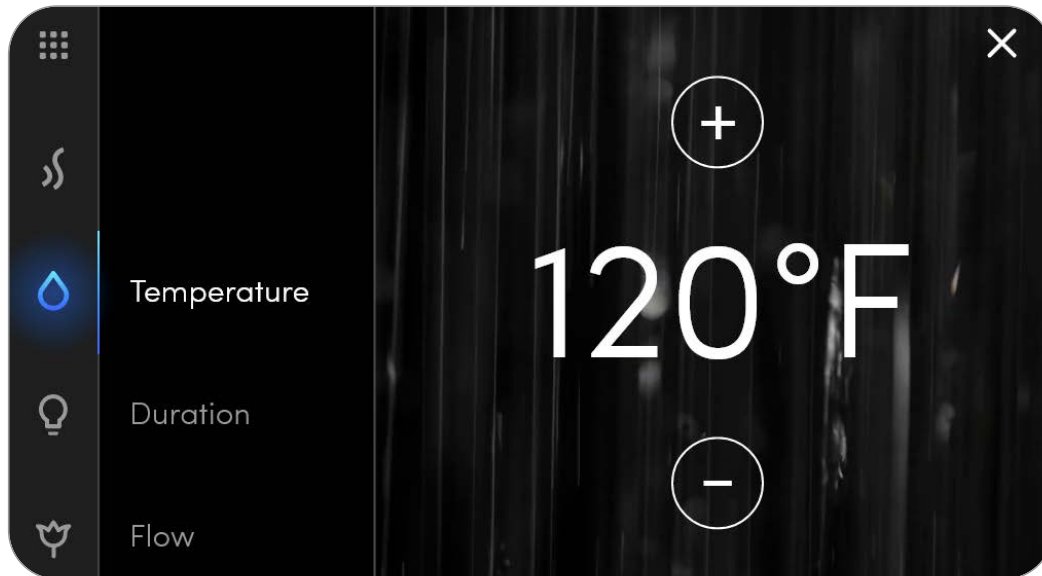 Temperature
Duration
Flow
+
120°F
−